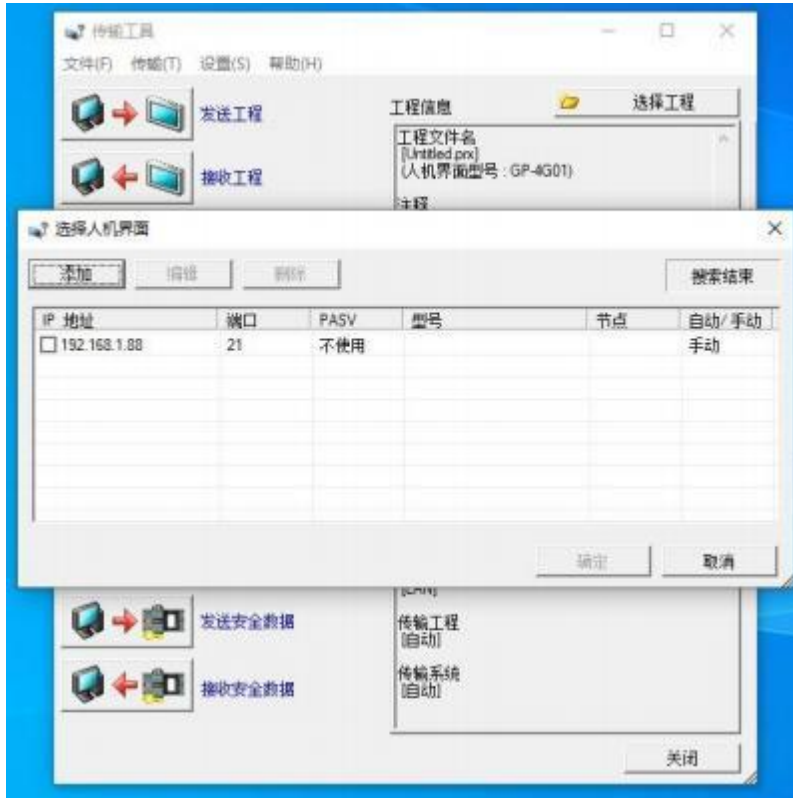 传输工具
文件(F) 传输(T) 设置(S) 帮助(H)
发送工程
工程信息
选择工程
接收工程
工程文件名
[Untitled.prx]
(人机界面型号 : GP-4G01)
注释
选择人机界面
添加 编辑 删除 搜索结束
IP 地址 端口 PASV 型号 节点 自动/手动
192.168.1.88 21 不使用 手动
确定 取消
[LAN]
发送安全数据
传输工程
[自动]
接收安全数据
传输系统
[自动]
关闭